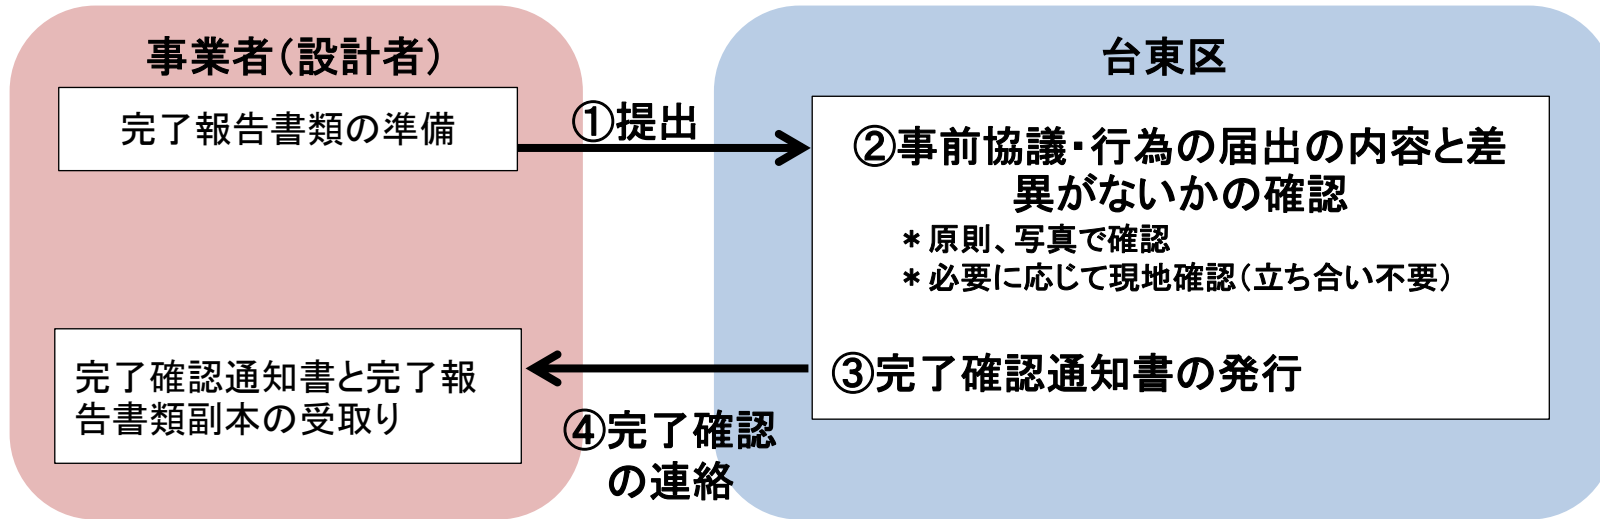 事業者(設計者)
完了報告書類の準備
①提出
台東区
②事前協議・行為の届出の内容と差
異がないかの確認
*原則、写真で確認
*必要に応じて現地確認(立ち合い不要)
③完了確認通知書の発行
④完了確認
の連絡
完了確認通知書と完了報
告書類副本の受取り